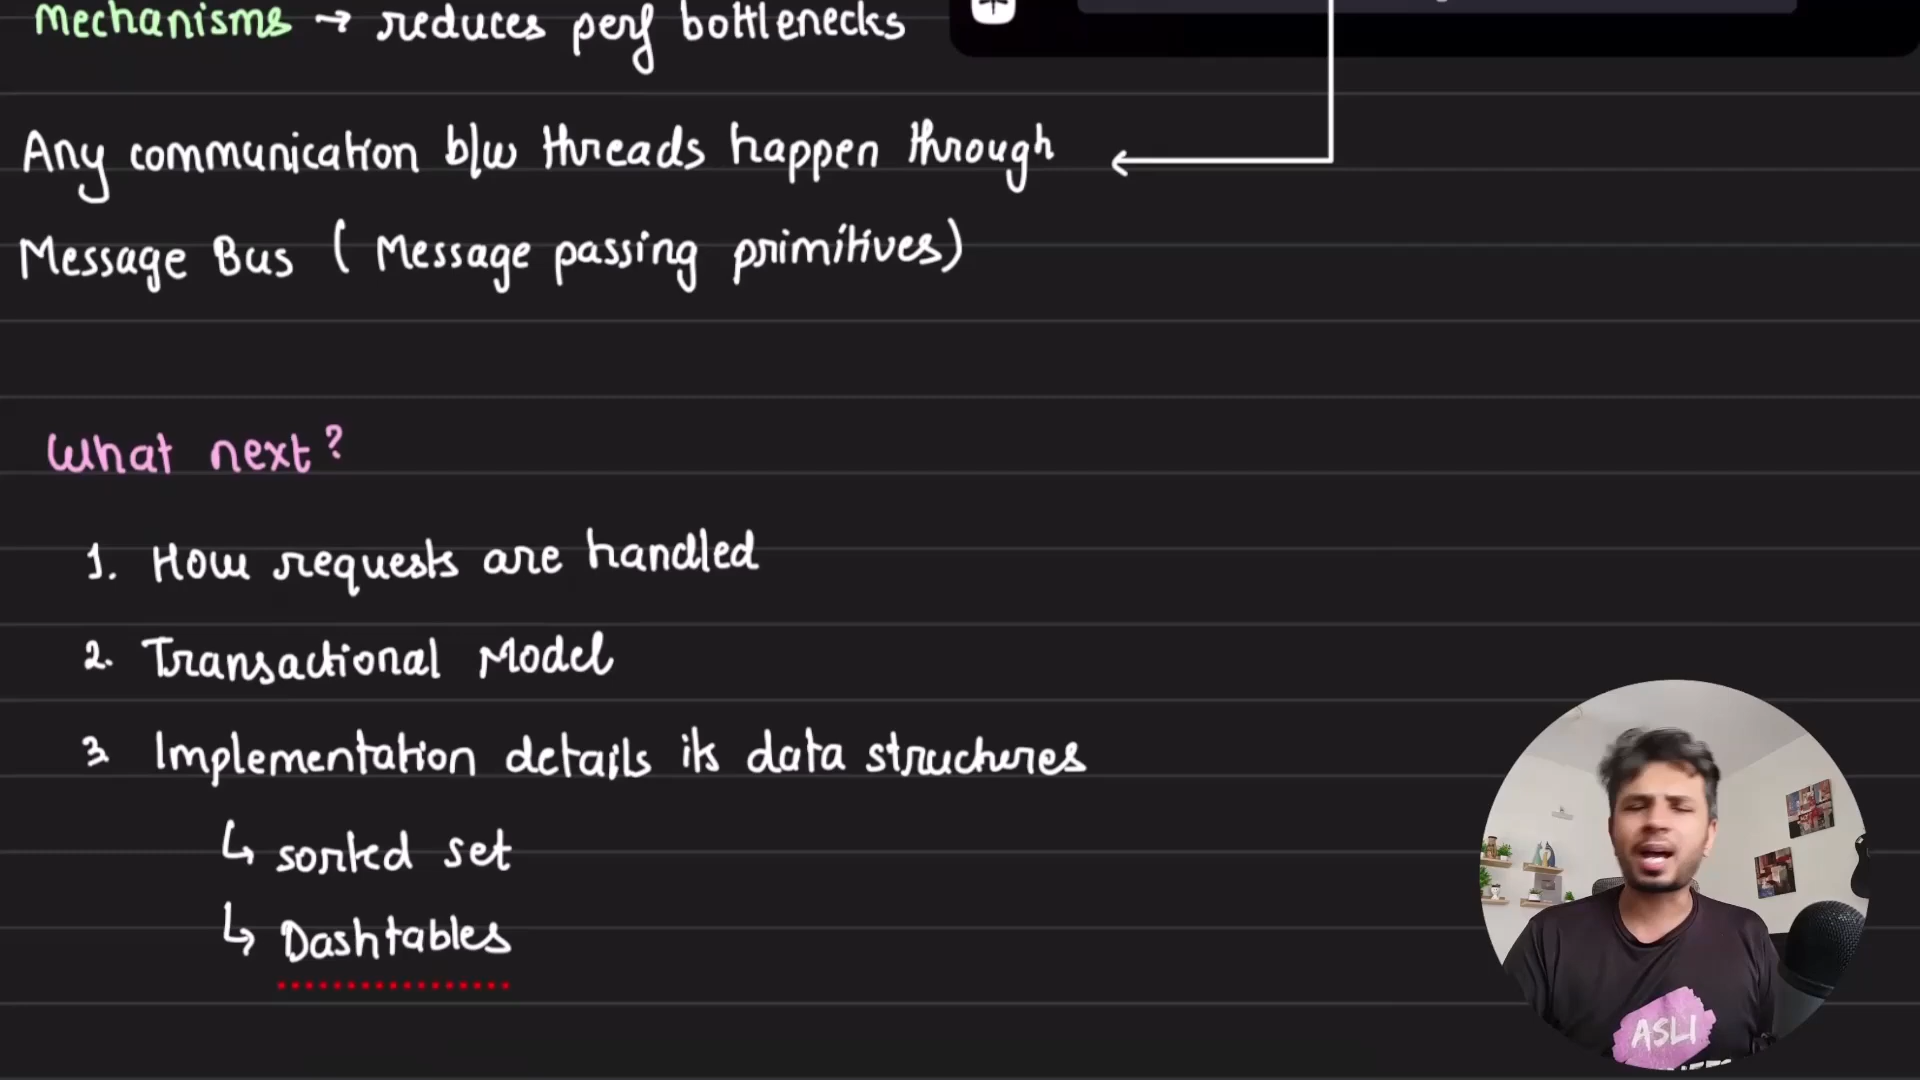 Mechanisms → reduces perf bottlenecks
Any communication b/w threads happen through
Message Bus ( Message passing primitives)
What next?
1. How requests are handled
2. Transactional Model
3 Implementation details its data structures
↳ sorted set
↳ Dashtables
ASLI